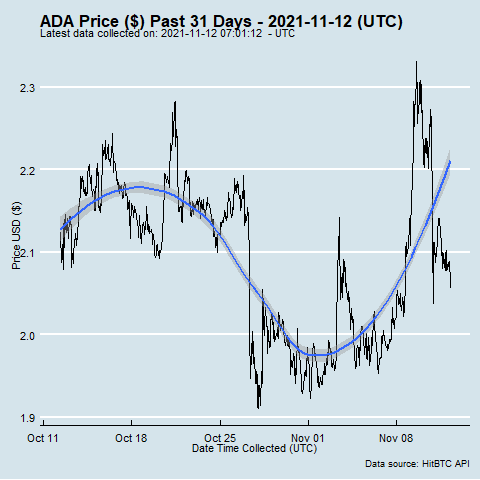 ADA Price ($) Past 31 Days - 2021-11-12 (UTC)
Latest data collected on: 2021-11-12 07:01:12 - UTC
2.3
2.2
2.1
2.0
1.9
Price USD ($)
Oct 11 Oct 18 Oct 25 Nov 01 Nov 08
Date Time Collected (UTC)
Data source: HitBTC API